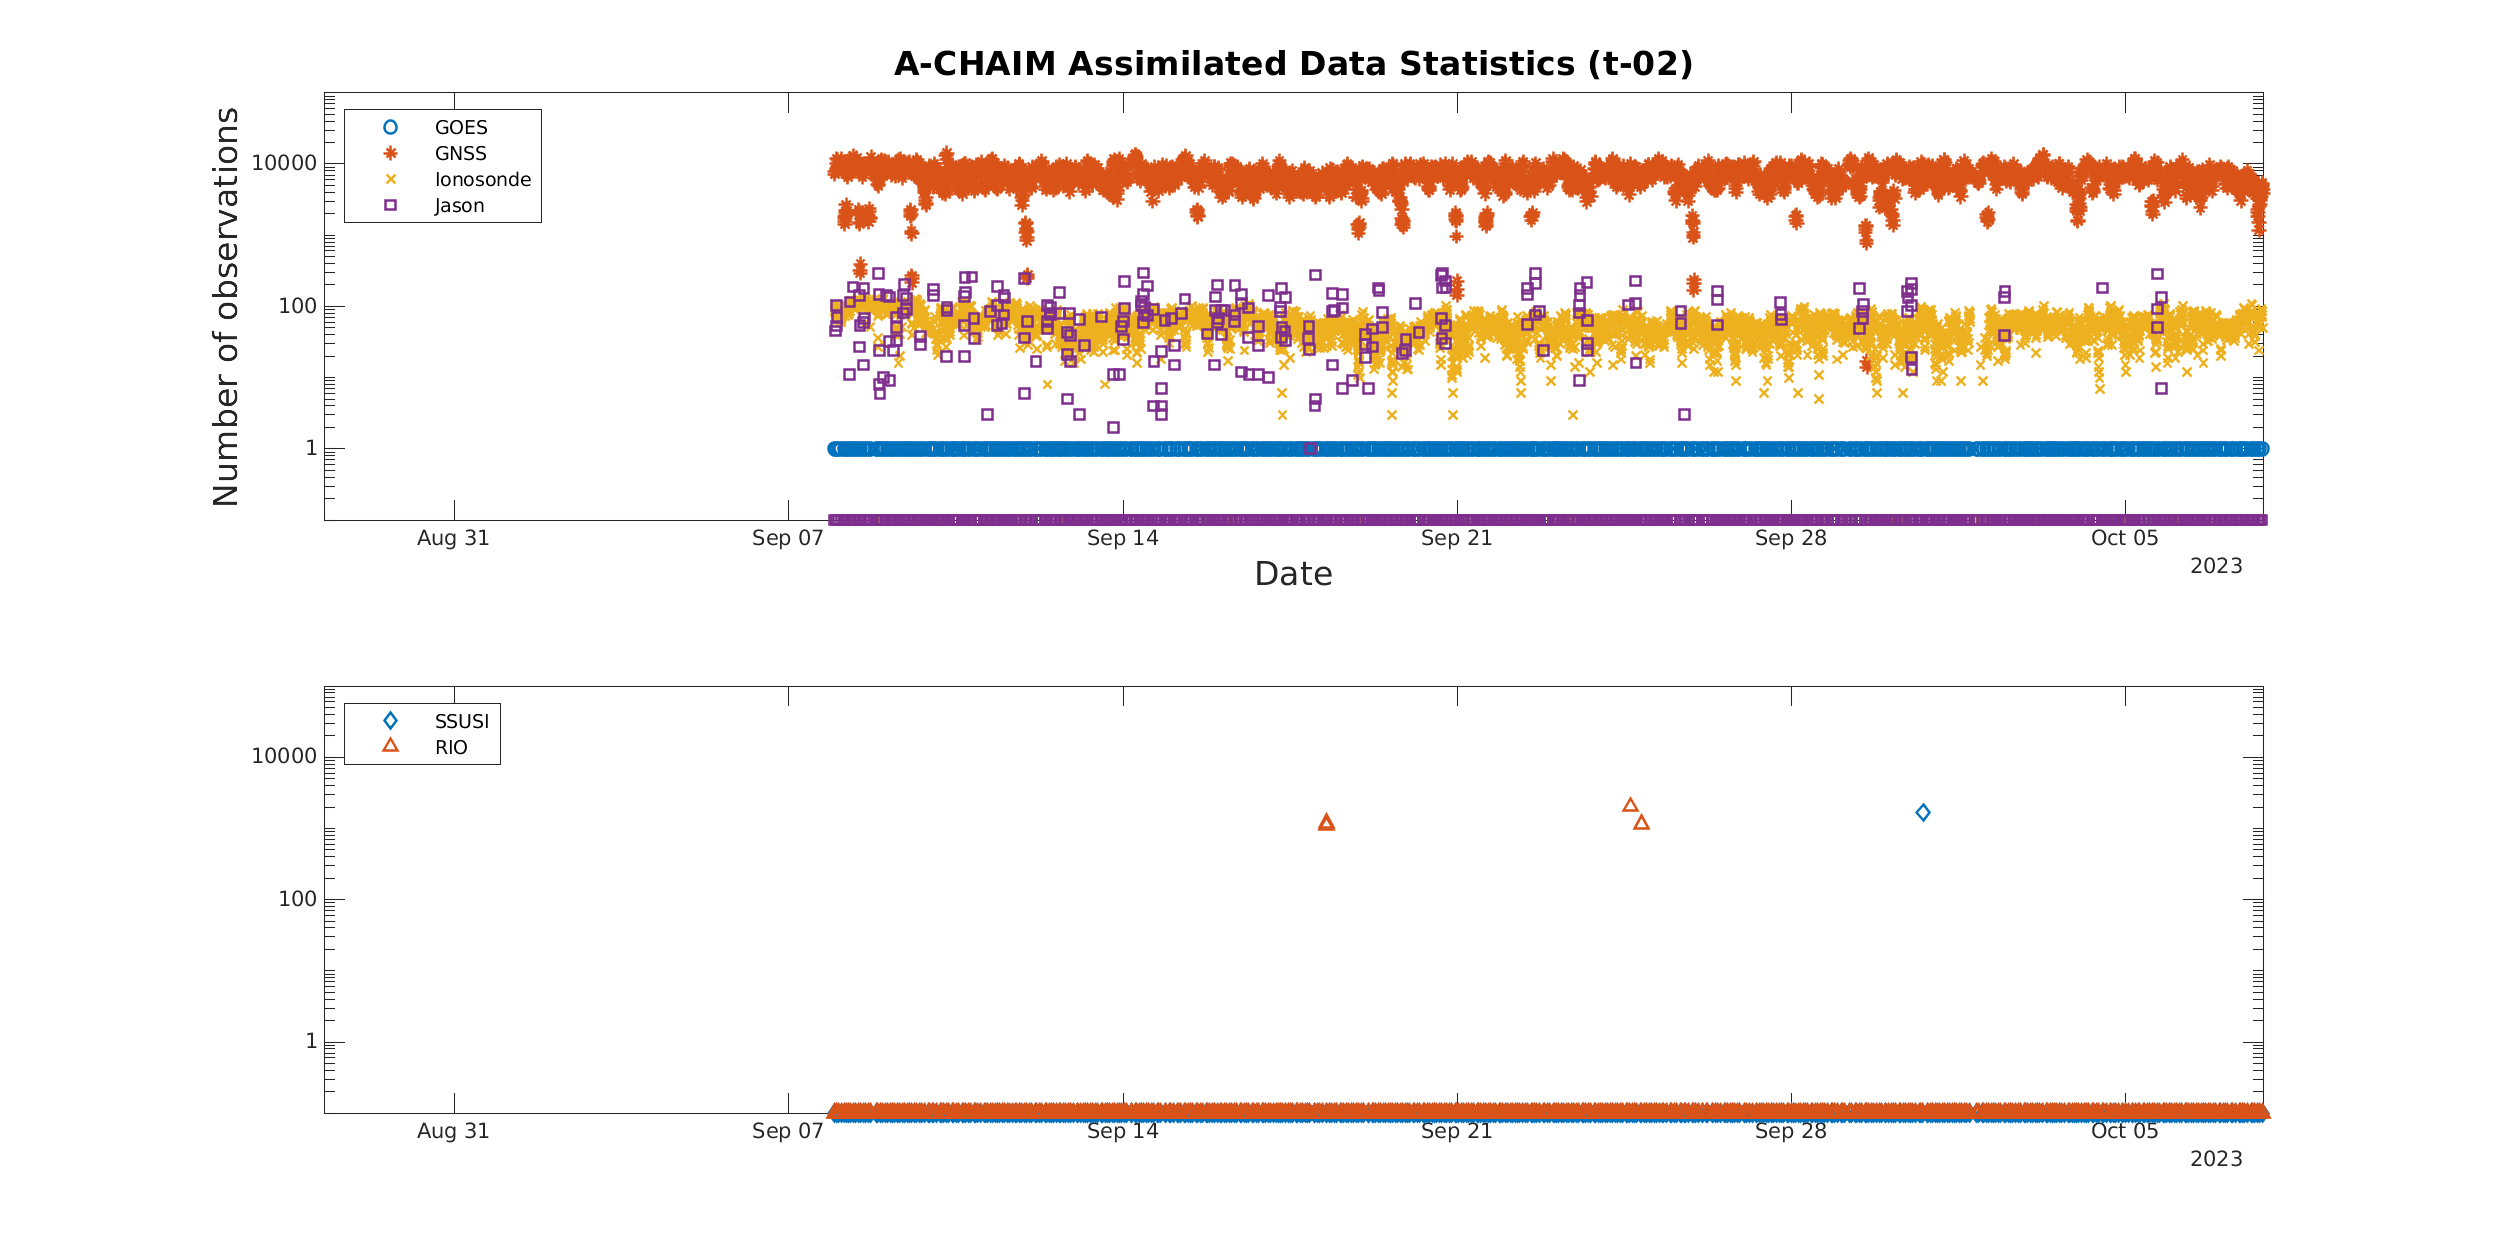 A-CHAIM Assimilated Data Statistics (t-02)
Number of observations
GOES
GNSS
Ionosonde
Jason
10000
100
1
Aug 31 Sep 07 Sep 14 Sep 21 Sep 28 Oct 05
2023
Date
SSUSI
RIO
10000
100
1
Aug 31 Sep 07 Sep 14 Sep 21 Sep 28 Oct 05
2023